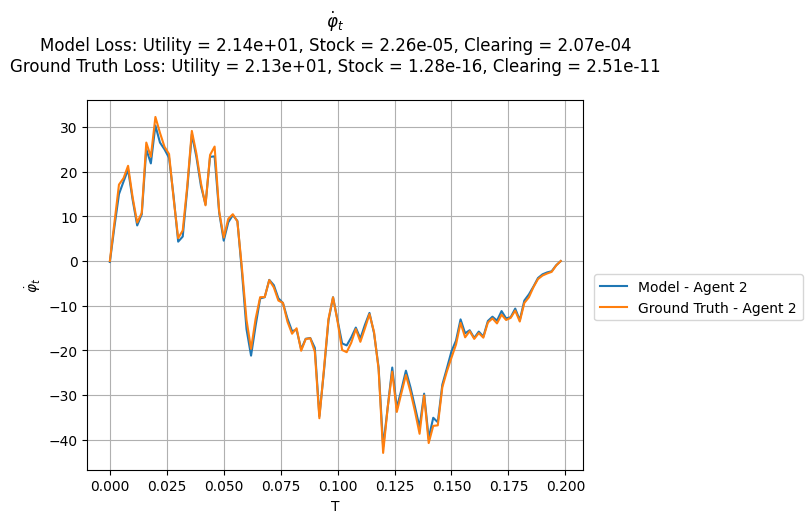 φ̇ₜ
Model Loss: Utility = 2.14e+01, Stock = 2.26e-05, Clearing = 2.07e-04
Ground Truth Loss: Utility = 2.13e+01, Stock = 1.28e-16, Clearing = 2.51e-11
30
20
10
0
−10
−20
−30
−40
φ̇ₜ
0.000 0.025 0.050 0.075 0.100 0.125 0.150 0.175 0.200
T
Model - Agent 2
Ground Truth - Agent 2